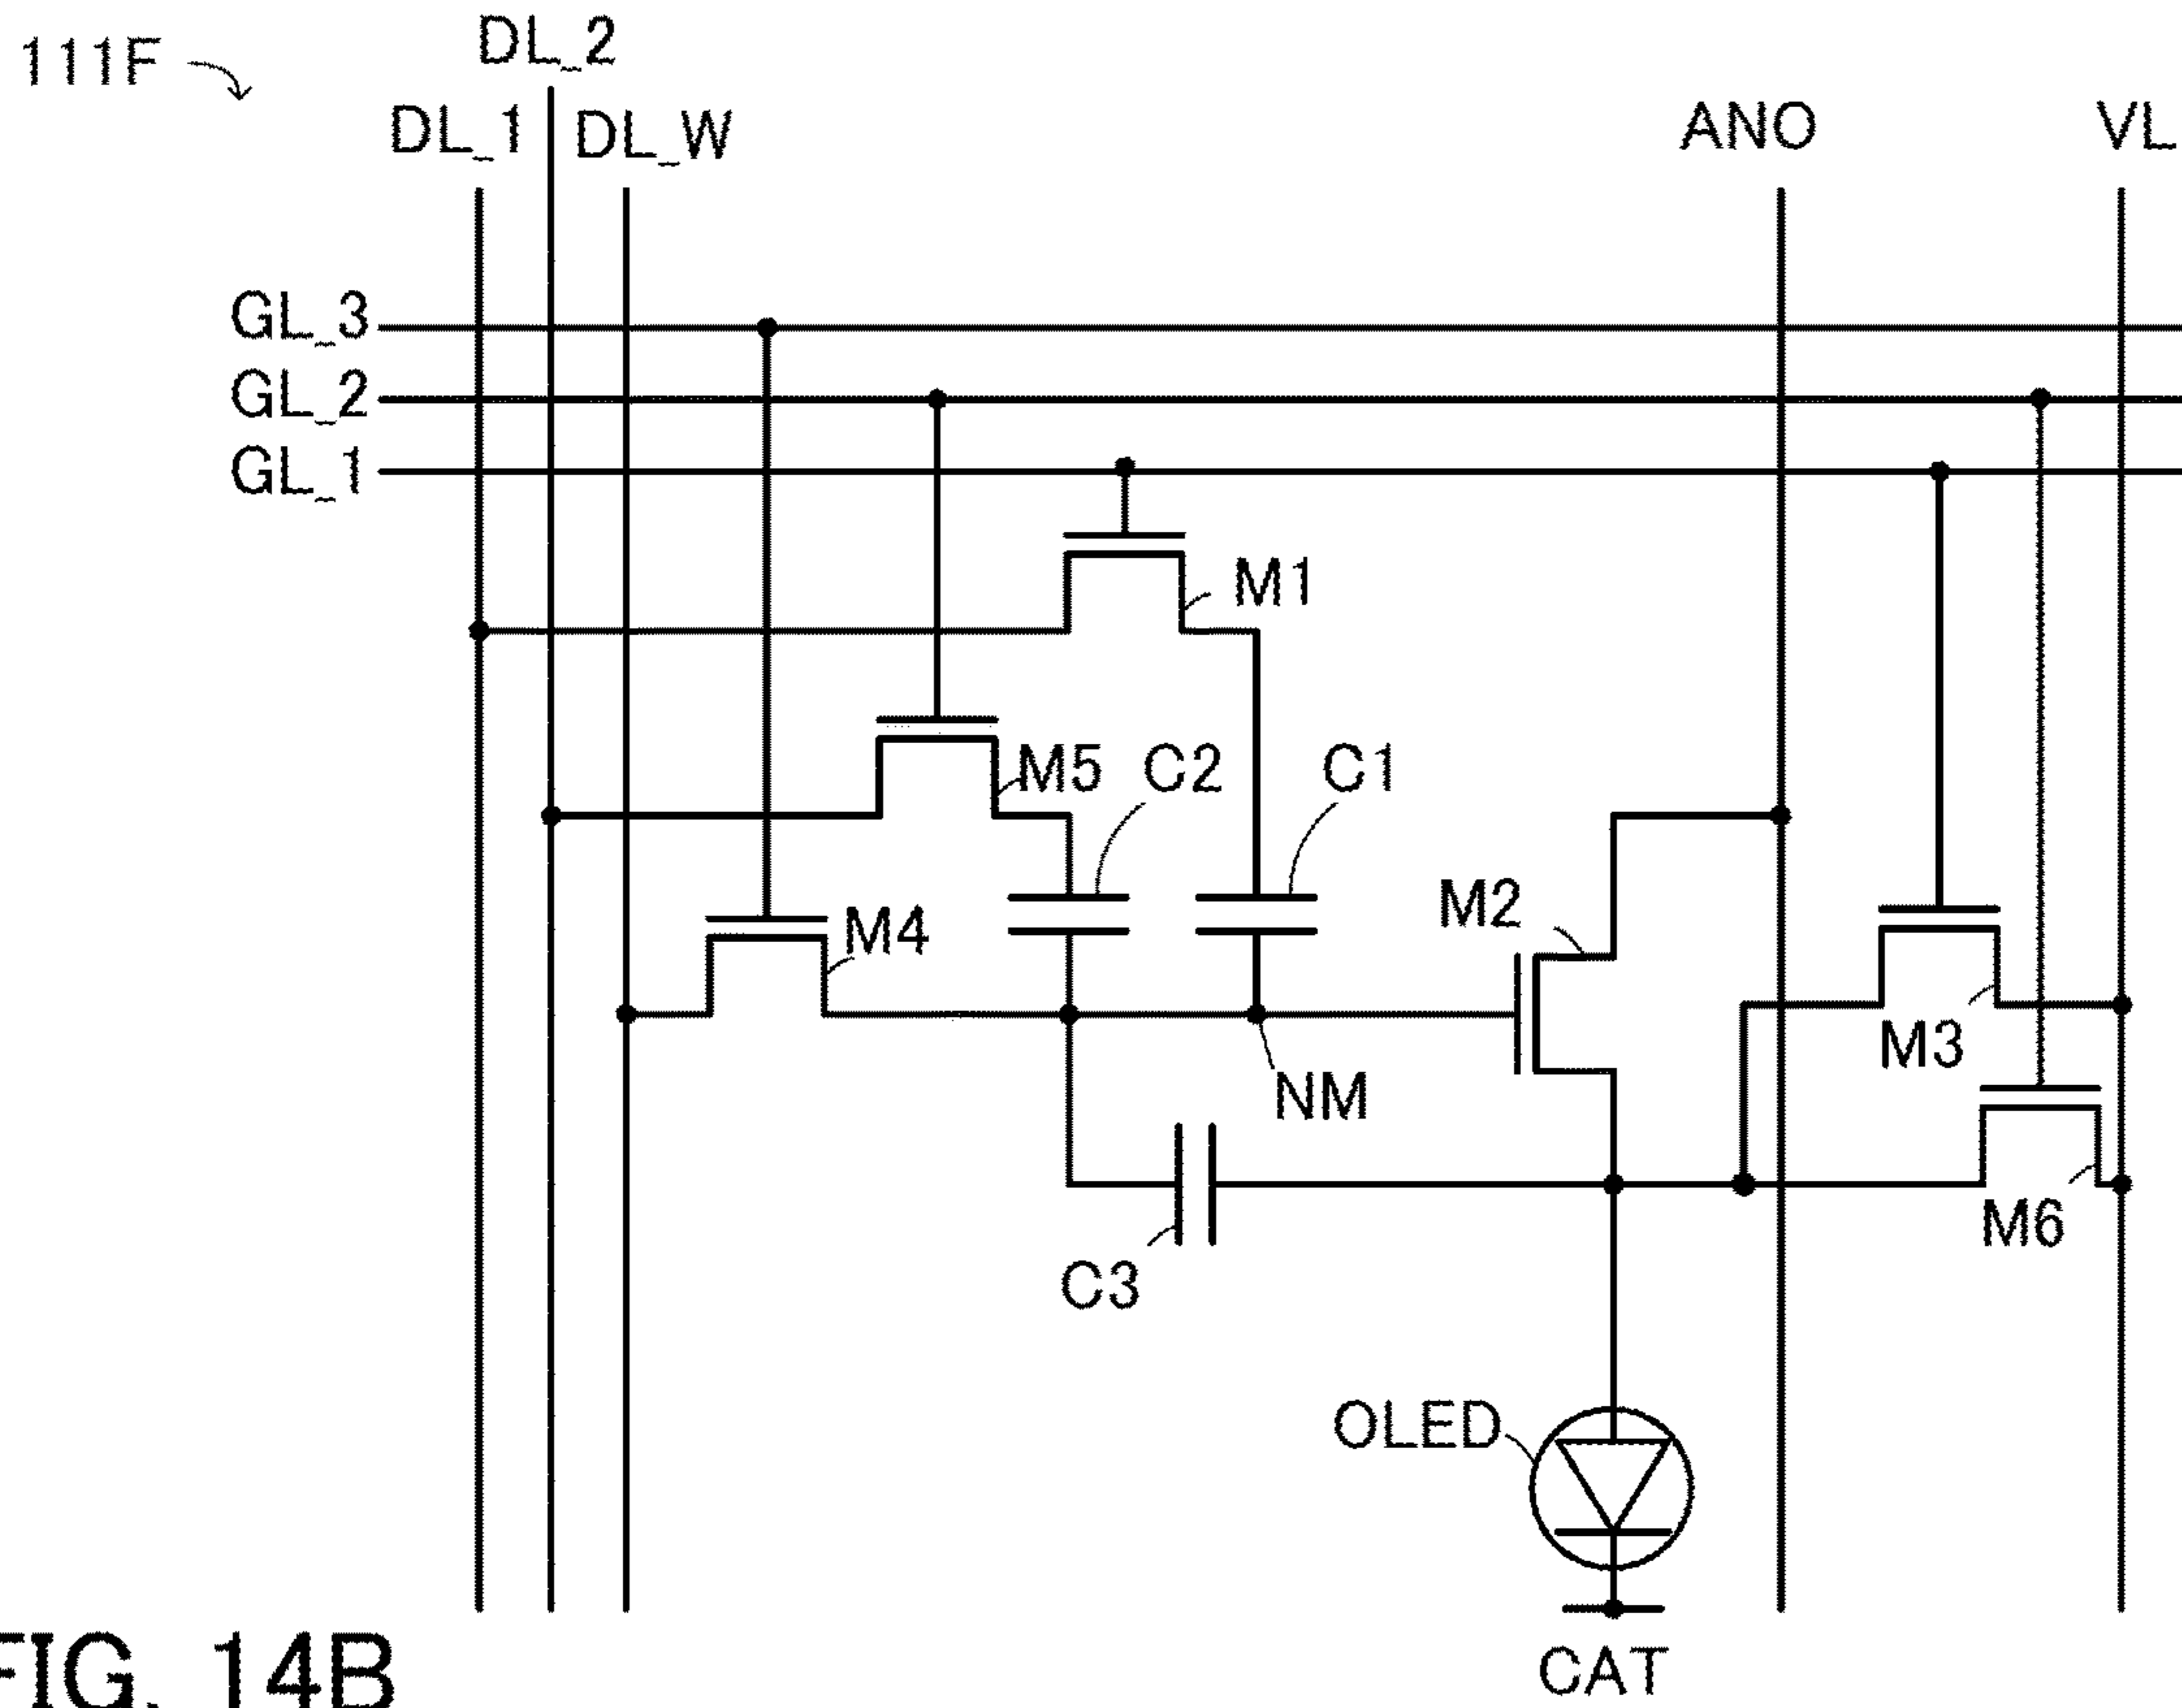 111F
DL_2
DL_1
DL_W
ANO
VL
GL_3
GL_2
GL_1
M1
M5
C2
C1
M4
M2
M3
NM
M6
C3
OLED
CAT
FIG. 14B